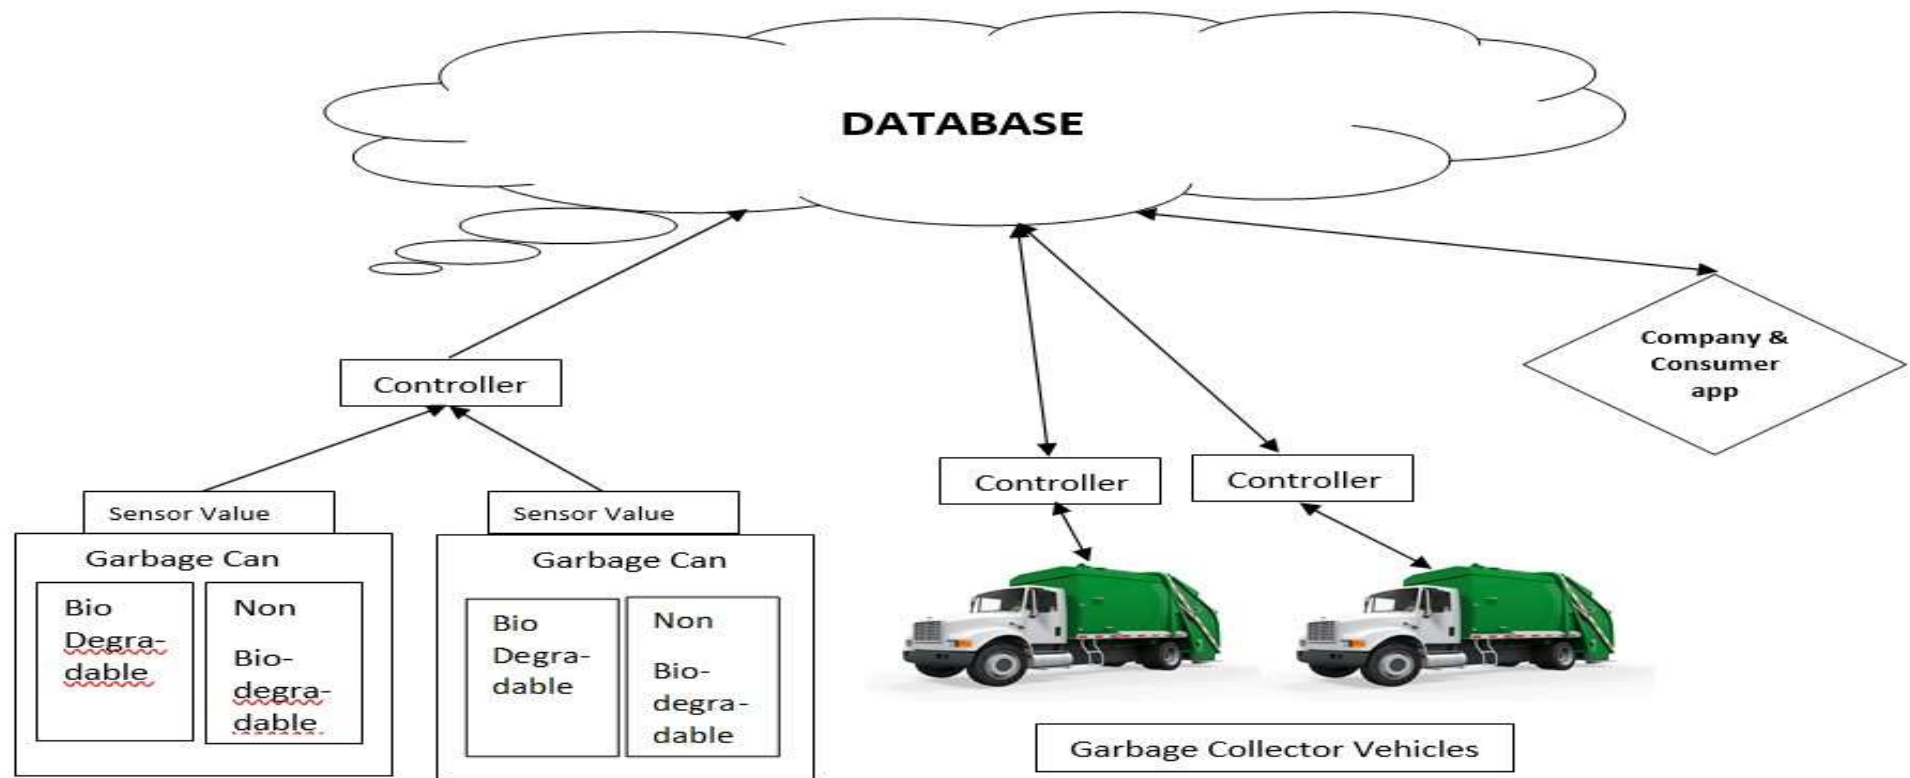 DATABASE
Company &
Consumer
app
Controller
Controller
Controller
Sensor Value
Garbage Can
Bio
Degra-
dable
Non
Bio-
degra-
dable
Sensor Value
Garbage Can
Bio
Degra-
dable
Non
Bio-
degra-
dable
Garbage Collector Vehicles